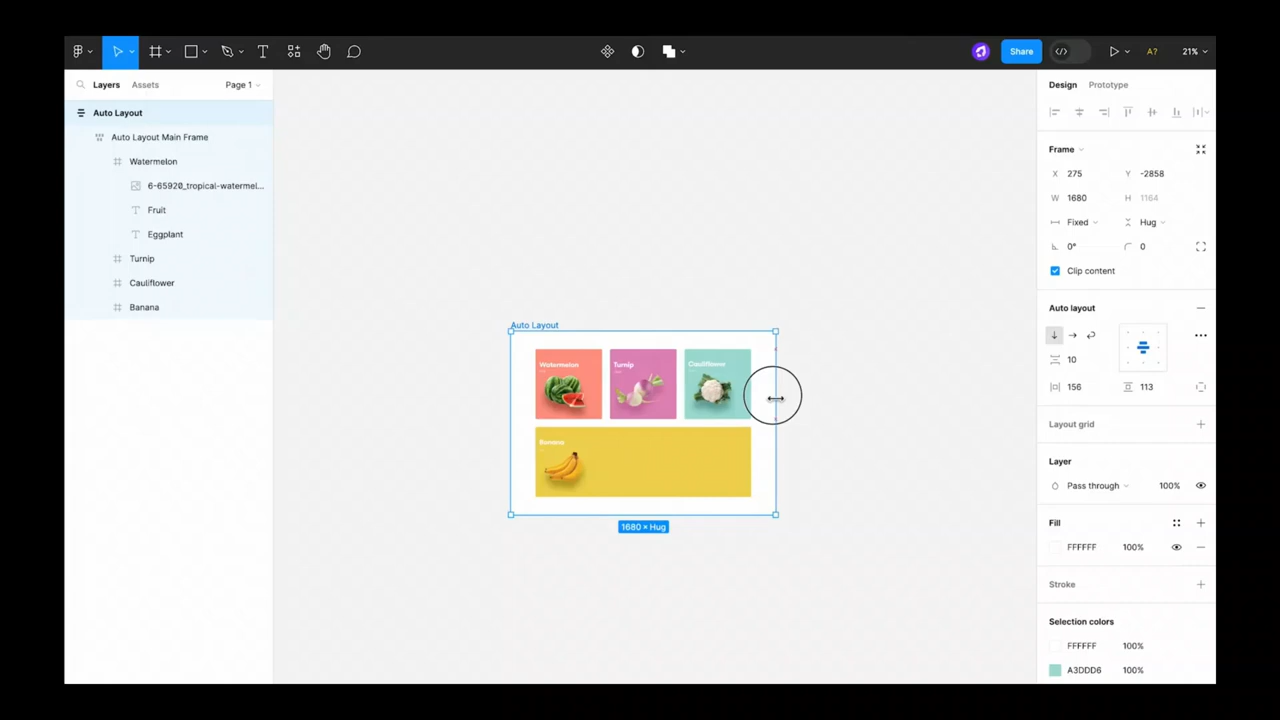 Share
A?
21%
Layers
Assets
Page 1
Auto Layout
Auto Layout Main Frame
Watermelon
6-65920_tropical-watermel...
Fruit
Eggplant
Turnip
Cauliflower
Banana
Auto Layout
Watermelon
Turnip
Cauliflower
Banana
1680 × Hug
Design
Prototype
Frame
X 275 Y -2858
W 1680 H 1164
Fixed Hug
0° 0
Clip content
Auto layout
10
156 113
Layout grid
Layer
Pass through 100%
Fill
FFFFFF 100%
Stroke
Selection colors
FFFFFF 100%
A3DDD6 100%